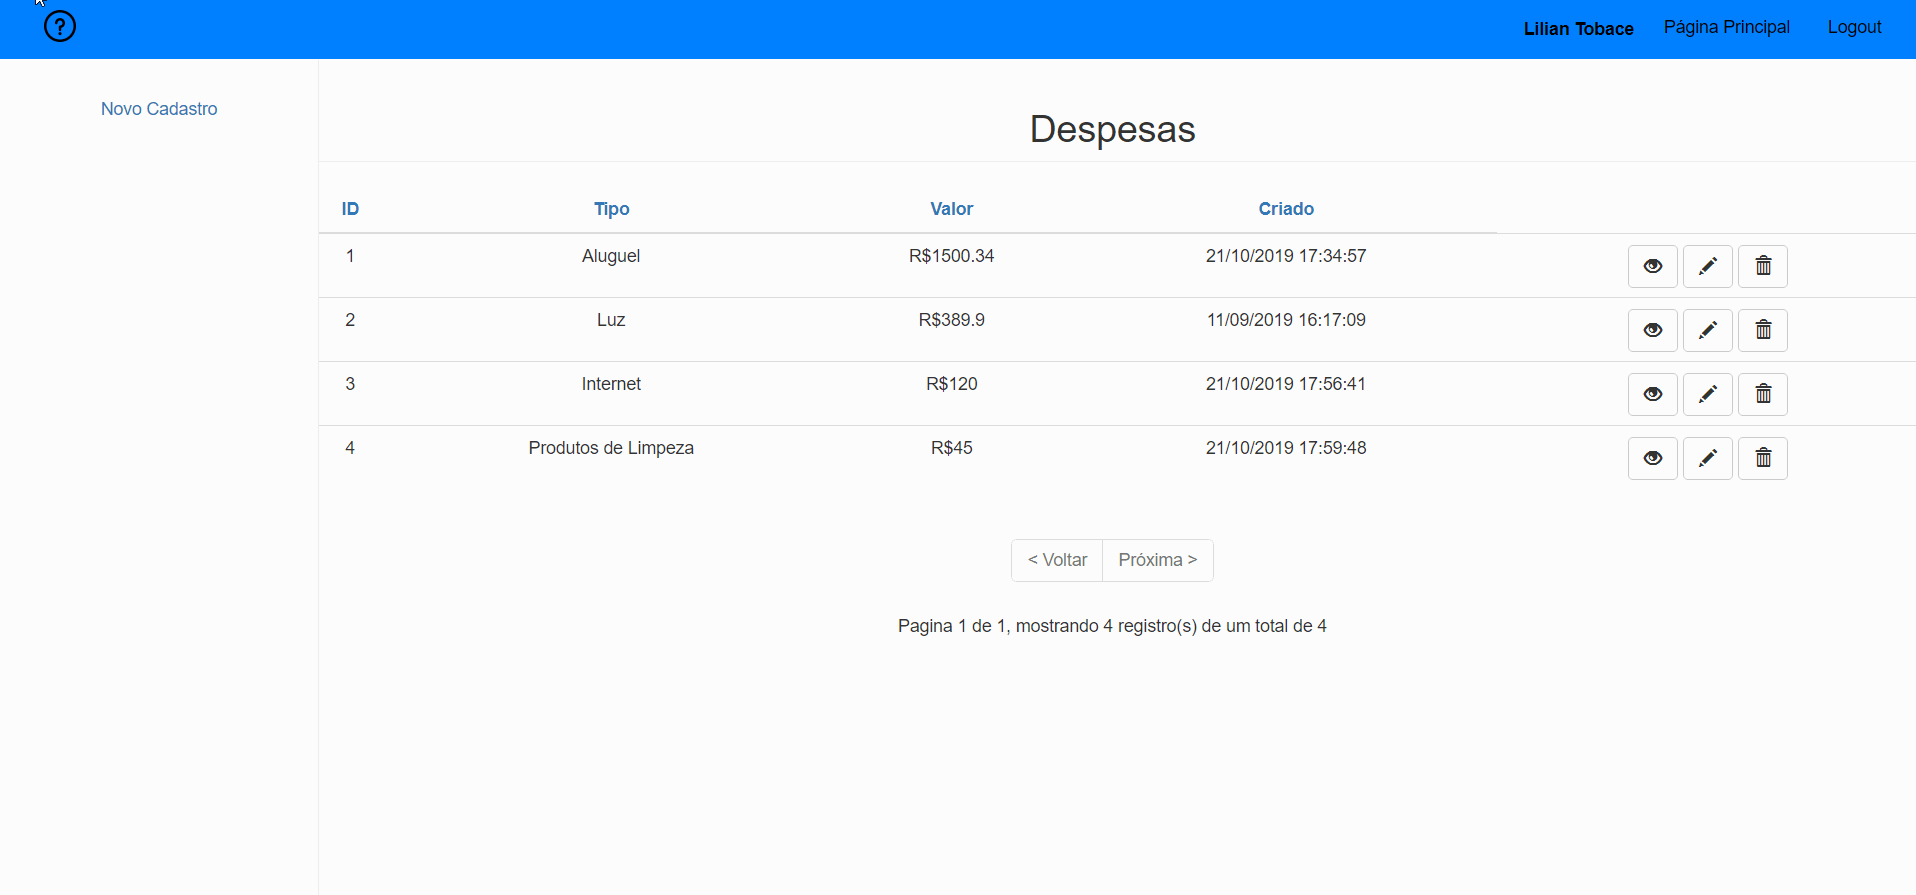 ?
Lilian Tobace Página Principal Logout
Novo Cadastro
Despesas
ID Tipo Valor Criado
1 Aluguel R$1500.34 21/10/2019 17:34:57
2 Luz R$389.9 11/09/2019 16:17:09
3 Internet R$120 21/10/2019 17:56:41
4 Produtos de Limpeza R$45 21/10/2019 17:59:48
< Voltar Próxima >
Pagina 1 de 1, mostrando 4 registro(s) de um total de 4